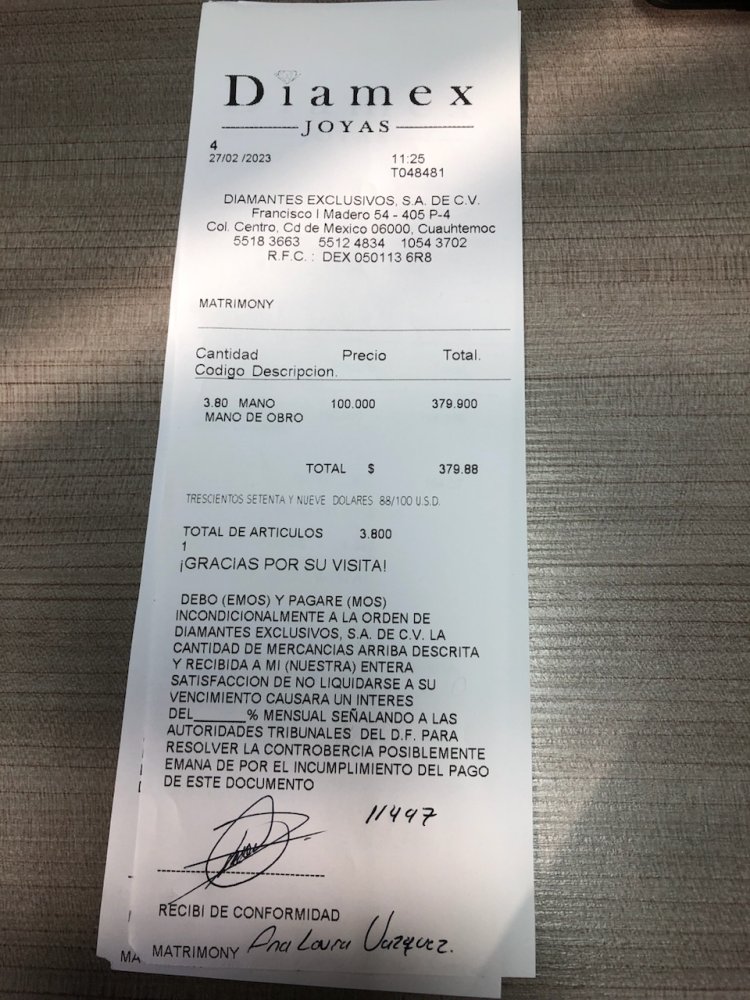 Diamex
JOYAS
4
27/02 /2023 11:25
T048481
DIAMANTES EXCLUSIVOS, S.A. DE C.V.
Francisco I Madero 54 - 405 P-4
Col. Centro, Cd de Mexico 06000, Cuauhtemoc
5518 3663 5512 4834 1054 3702
R.F.C. : DEX 050113 6R8
MATRIMONY
Cantidad Precio Total.
Codigo Descripcion.
3.80 MANO 100.000 379.900
MANO DE OBRO
TOTAL $ 379.88
TRESCIENTOS SETENTA Y NUEVE DOLARES 88/100 U.S.D.
TOTAL DE ARTICULOS 3.800
1
¡GRACIAS POR SU VISITA!
DEBO (EMOS) Y PAGARE (MOS)
INCONDICIONALMENTE A LA ORDEN DE
DIAMANTES EXCLUSIVOS, S.A. DE C.V. LA
CANTIDAD DE MERCANCIAS ARRIBA DESCRITA
Y RECIBIDA A MI (NUESTRA) ENTERA
SATISFACCION DE NO LIQUIDARSE A SU
VENCIMIENTO CAUSARA UN INTERES
DEL______% MENSUAL SEÑALANDO A LAS
AUTORIDADES TRIBUNALES DEL D.F. PARA
RESOLVER LA CONTROBERCIA POSIBLEMENTE
EMANA DE POR EL INCUMPLIMIENTO DEL PAGO
DE ESTE DOCUMENTO
11497
RECIBI DE CONFORMIDAD
MA MATRIMONY Ana Laura Vazquez.